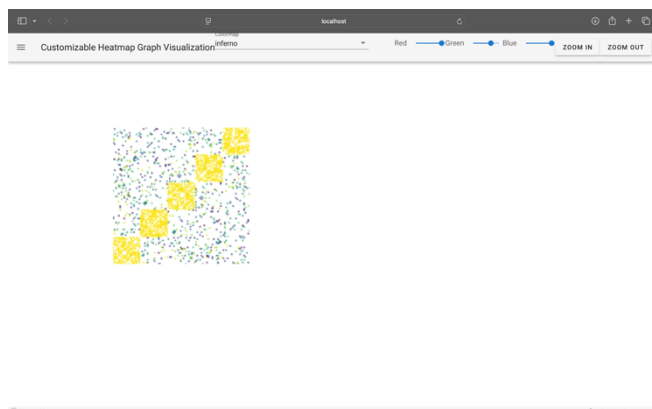 localhost
Colormap
Customizable Heatmap Graph Visualization
inferno
Red
Green
Blue
ZOOM IN
ZOOM OUT